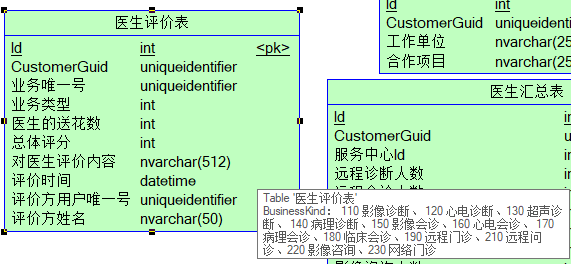 医生评价表
Id int <pk>
CustomerGuid uniqueidentifier
业务唯一号 uniqueidentifier
业务类型 int
医生的送花数 int
总体评分 int
对医生评价内容 nvarchar(512)
评价时间 datetime
评价方用户唯一号 uniqueidentifier
评价方姓名 nvarchar(50)
Id int
CustomerGuid uniqueide
工作单位 nvarchar(25
合作项目 nvarchar(25
医生汇总表
Id
CustomerGuid
服务中心Id
远程诊断人数
Table '医生评价表'
BusinessKind： 110影像诊断、120心电诊断、130超声诊
断、 140病理诊断、150影像会诊、160心电会诊、 170
病理会诊、180临床会诊、190远程门诊、210远程问
诊、220影像咨询、230网络门诊